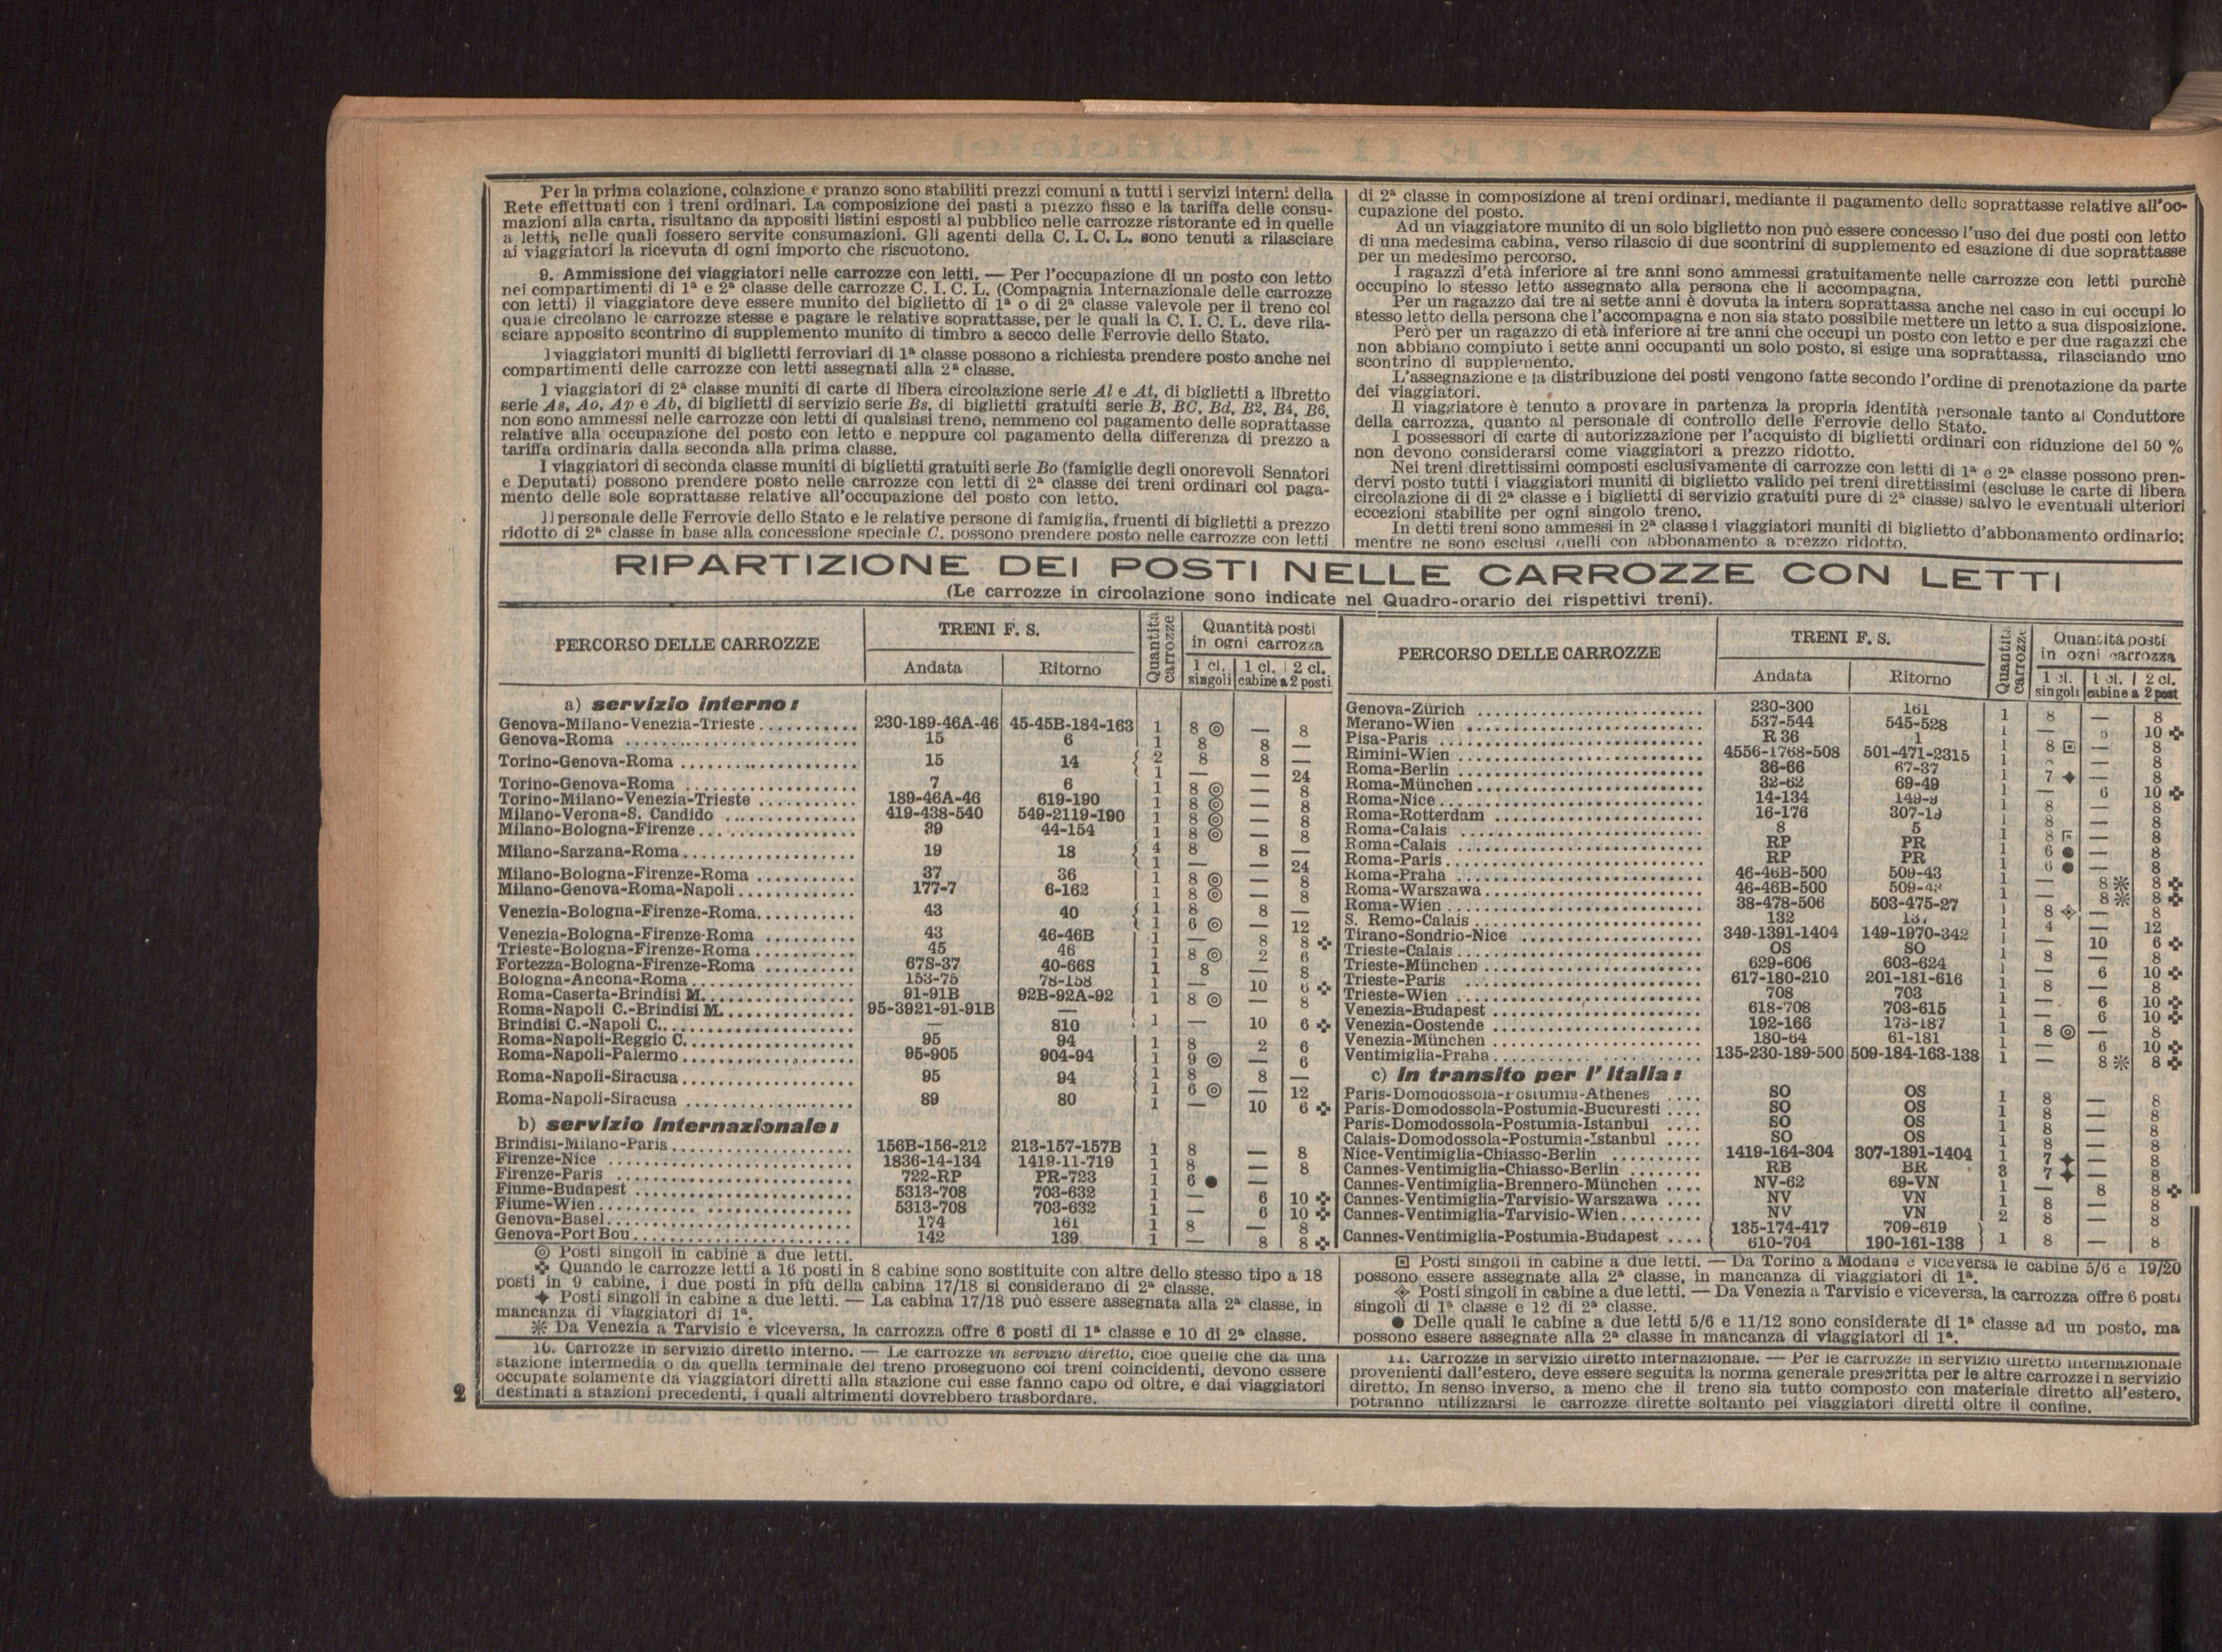 Per la prima colazione, colazione e pranzo sono stabiliti prezzi comuni a tutti i servizi interni della
Rete effettuati con i treni ordinari. La composizione dei pasti a prezzo fisso e la tariffa delle consu-
mazioni alla carta, risultano da appositi listini esposti al pubblico nelle carrozze ristorante ed in quelle
a letti, nelle quali fossero servite consumazioni. Gli agenti della C. I. C. L. sono tenuti a rilasciare
ai viaggiatori la ricevuta di ogni importo che riscuotono.
9. Ammissione dei viaggiatori nelle carrozze con letti. — Per l'occupazione di un posto con letto
nei compartimenti di 1ª e 2ª classe delle carrozze C. I. C. L. (Compagnia Internazionale delle carrozze
con letti) il viaggiatore deve essere munito del biglietto di 1ª o di 2ª classe valevole per il treno col
quale circolano le carrozze stesse e pagare le relative soprattasse, per le quali la C. I. C. L. deve rila-
sciare apposito scontrino di supplemento munito di timbro a secco delle Ferrovie dello Stato.
I viaggiatori muniti di biglietti ferroviari di 1ª classe possono a richiesta prendere posto anche nei
compartimenti delle carrozze con letti assegnati alla 2ª classe.
I viaggiatori di 2ª classe muniti di carte di libera circolazione serie Al e At, di biglietti a libretto
serie As, Ao, Ap e Ab, di biglietti di servizio serie Bs, di biglietti gratuiti serie B, BC, Bd, B2, B4, B6,
non sono ammessi nelle carrozze con letti di qualsiasi treno, nemmeno col pagamento delle soprattasse
relative alla occupazione del posto con letto e neppure col pagamento della differenza di prezzo a
tariffa ordinaria dalla seconda alla prima classe.
I viaggiatori di seconda classe muniti di biglietti gratuiti serie Bo (famiglie degli onorevoli Senatori
e Deputati) possono prendere posto nelle carrozze con letti di 2ª classe dei treni ordinari col paga-
mento delle sole soprattasse relative all'occupazione del posto con letto.
Il personale delle Ferrovie dello Stato e le relative persone di famiglia, fruenti di biglietti a prezzo
ridotto di 2ª classe in base alla concessione speciale C. possono prendere posto nelle carrozze con letti
di 2ª classe in composizione ai treni ordinari, mediante il pagamento delle soprattasse relative all'oc-
cupazione del posto.
Ad un viaggiatore munito di un solo biglietto non può essere concesso l'uso dei due posti con letto
di una medesima cabina, verso rilascio di due scontrini di supplemento ed esazione di due soprattasse
per un medesimo percorso.
I ragazzi d'età inferiore ai tre anni sono ammessi gratuitamente nelle carrozze con letti purchè
occupino lo stesso letto assegnato alla persona che li accompagna.
Per un ragazzo dai tre ai sette anni è dovuta la intera soprattassa anche nel caso in cui occupi lo
stesso letto della persona che l'accompagna e non sia stato possibile mettere un letto a sua disposizione.
Però per un ragazzo di età inferiore ai tre anni che occupi un posto con letto e per due ragazzi che
non abbiano compiuto i sette anni occupanti un solo posto, si esige una soprattassa, rilasciando uno
scontrino di supplemento.
L'assegnazione e la distribuzione dei posti vengono fatte secondo l'ordine di prenotazione da parte
dei viaggiatori.
Il viaggiatore è tenuto a provare in partenza la propria identità personale tanto al Conduttore
della carrozza, quanto al personale di controllo delle Ferrovie dello Stato.
I possessori di carte di autorizzazione per l'acquisto di biglietti ordinari con riduzione del 50 %
non devono considerarsi come viaggiatori a prezzo ridotto.
Nei treni direttissimi composti esclusivamente di carrozze con letti di 1ª e 2ª classe possono pren-
dervi posto tutti i viaggiatori muniti di biglietto valido pei treni direttissimi (escluse le carte di libera
circolazione di di 2ª classe e i biglietti di servizio gratuiti pure di 2ª classe) salvo le eventuali ulteriori
eccezioni stabilite per ogni singolo treno.
In detti treni sono ammessi in 2ª classe i viaggiatori muniti di biglietto d'abbonamento ordinario;
mentre ne sono esclusi quelli con abbonamento a prezzo ridotto.
RIPARTIZIONE DEI POSTI NELLE CARROZZE CON LETTI
(Le carrozze in circolazione sono indicate nel Quadro-orario dei rispettivi treni).
PERCORSO DELLE CARROZZE TRENI F. S. Quantità carrozze Quantità posti in ogni carrozza
Andata Ritorno 1 cl. singoli 1 cl. 2 cl. cabine a 2 posti
a) servizio interno:
Genova-Milano-Venezia-Trieste 230-189-46A-46 45-45B-184-163 1 8 ◎ — 8
Genova-Roma 15 6 1 8 8 —
Torino-Genova-Roma 15 14 { 2 8 8 —
1 — — 24
Torino-Genova-Roma 7 6 1 8 ◎ — 8
Torino-Milano-Venezia-Trieste 189-46A-46 619-190 1 8 ◎ — 8
Milano-Verona-S. Candido 419-438-540 549-2119-190 1 8 ◎ — 8
Milano-Bologna-Firenze 39 44-154 1 8 ◎ — 8
Milano-Sarzana-Roma 19 18 { 4 8 8 —
1 — — 24
Milano-Bologna-Firenze-Roma 37 36 1 8 ◎ — 8
Milano-Genova-Roma-Napoli 177-7 6-162 1 8 ◎ — 8
Venezia-Bologna-Firenze-Roma 43 40 { 1 8 8 —
1 6 ◎ — 12
Venezia-Bologna-Firenze-Roma 43 46-46B 1 — 8 8 ✤
Trieste-Bologna-Firenze-Roma 45 46 1 8 ◎ 2 6
Fortezza-Bologna-Firenze-Roma 67S-37 40-66S 1 8 — 8
Bologna-Ancona-Roma 153-75 78-158 1 — 10 6 ✤
Roma-Caserta-Brindisi M. 91-91B 92B-92A-92 1 8 ◎ — 8
Roma-Napoli C.-Brindisi M. 95-3921-91-91B —
Brindisi C.-Napoli C. — 810 1 — 10 6 ✤
Roma-Napoli-Reggio C. 95 94 1 8 2 6
Roma-Napoli-Palermo 95-905 904-94 1 9 ◎ — 6
Roma-Napoli-Siracusa 95 94 { 1 8 8 —
1 6 ◎ — 12
Roma-Napoli-Siracusa 89 80 1 — 10 6 ✤
b) servizio internazionale:
Brindisi-Milano-Paris 156B-156-212 213-157-157B 1 8 — 8
Firenze-Nice 1836-14-134 1419-11-719 1 8 — 8
Firenze-Paris 722-RP PR-723 1 6 ● —
Fiume-Budapest 5313-708 703-632 1 — 6 10 ✤
Fiume-Wien 5313-708 703-632 1 — 6 10 ✤
Genova-Basel 174 161 1 8 — 8
Genova-Port Bou 142 139 1 — 8 8 ✤
PERCORSO DELLE CARROZZE TRENI F. S. Quantità carrozze Quantità posti in ogni carrozza
Andata Ritorno 1 cl. singoli 1 cl. 2 cl. cabine a 2 post
Genova-Zürich 230-300 161 1 8 — 8
Merano-Wien 537-544 545-528 1 — 10 ✤
Pisa-Paris R 36 1 1 8 ⊡ — 8
Rimini-Wien 4556-1768-508 501-471-2315 1 — 8
Roma-Berlin 36-66 67-37 1 7 ✦ — 8
Roma-München 32-62 69-49 1 — 6 10 ✤
Roma-Nice 14-134 1 8 — 8
Roma-Rotterdam 16-176 1 8 — 8
Roma-Calais 8 5 1 8 ⊡ — 8
Roma-Calais RP PR 1 6 ● — 8
Roma-Paris RP PR 1 6 ● — 8
Roma-Praha 46-46B-500 509-43 1 — 8 ❊ 8 ✤
Roma-Warszawa 46-46B-500 509-43 1 — 8 ❊ 8 ✤
Roma-Wien 38-478-506 503-475-27 1 8 ❖ — 8
S. Remo-Calais 132 1 4 — 12
Tirano-Sondrio-Nice 349-1391-1404 149-1970-342 1 — 10 6 ✤
Trieste-Calais OS SO 1 8 — 8
Trieste-München 629-606 603-624 1 — 6 10 ✤
Trieste-Paris 617-180-210 201-181-616 1 8 — 8
Trieste-Wien 708 703 1 — 6 10 ✤
Venezia-Budapest 618-708 703-615 1 — 6 10 ✤
Venezia-Oostende 192-166 173-187 1 8 ◎ — 8
Venezia-München 180-64 61-181 1 — 6 10 ✤
Ventimiglia-Praha 135-230-189-500 509-184-163-138 1 — 8 ❊ 8 ✤
c) In transito per l'Italia:
Paris-Domodossola-Postumia-Athenes SO OS 1 8 — 8
Paris-Domodossola-Postumia-Bucuresti SO OS 1 8 — 8
Paris-Domodossola-Postumia-Istanbul SO OS 1 8 — 8
Calais-Domodossola-Postumia-Istanbul SO OS 1 8 — 8
Nice-Ventimiglia-Chiasso-Berlin 1419-164-304 307-1391-1404 1 7 ✦ — 8
Cannes-Ventimiglia-Chiasso-Berlin RB BR 3 7 ✦ — 8
Cannes-Ventimiglia-Brennero-München NV-62 69-VN 1 — 8 8 ✤
Cannes-Ventimiglia-Tarvisio-Warszawa NV VN 1 8 — 8
Cannes-Ventimiglia-Tarvisio-Wien NV VN 2 8 — 8
Cannes-Ventimiglia-Postumia-Budapest { 135-174-417 709-619 } 1 8 — 8
610-704 190-161-138
◎ Posti singoli in cabine a due letti.
✤ Quando le carrozze letti a 16 posti in 8 cabine sono sostituite con altre dello stesso tipo a 18
posti in 9 cabine, i due posti in più della cabina 17/18 si considerano di 2ª classe.
✦ Posti singoli in cabine a due letti. — La cabina 17/18 può essere assegnata alla 2ª classe, in
mancanza di viaggiatori di 1ª.
❊ Da Venezia a Tarvisio e viceversa, la carrozza offre 6 posti di 1ª classe e 10 di 2ª classe.
⊡ Posti singoli in cabine a due letti. — Da Torino a Modane e viceversa le cabine 5/6 e 19/20
possono essere assegnate alla 2ª classe, in mancanza di viaggiatori di 1ª.
❖ Posti singoli in cabine a due letti. — Da Venezia a Tarvisio e viceversa, la carrozza offre 6 posti
singoli di 1ª classe e 12 di 2ª classe.
● Delle quali le cabine a due letti 5/6 e 11/12 sono considerate di 1ª classe ad un posto, ma
possono essere assegnate alla 2ª classe in mancanza di viaggiatori di 1ª.
10. Carrozze in servizio diretto interno. — Le carrozze in servizio diretto, cioè quelle che da una
stazione intermedia o da quella terminale del treno proseguono coi treni coincidenti, devono essere
occupate solamente da viaggiatori diretti alla stazione cui esse fanno capo od oltre, e dai viaggiatori
destinati a stazioni precedenti, i quali altrimenti dovrebbero trasbordare.
11. Carrozze in servizio diretto internazionale. — Per le carrozze in servizio diretto internazionale
provenienti dall'estero, deve essere seguita la norma generale prescritta per le altre carrozze in servizio
diretto. In senso inverso, a meno che il treno sia tutto composto con materiale diretto all'estero,
potranno utilizzarsi le carrozze dirette soltanto pei viaggiatori diretti oltre il confine.
2